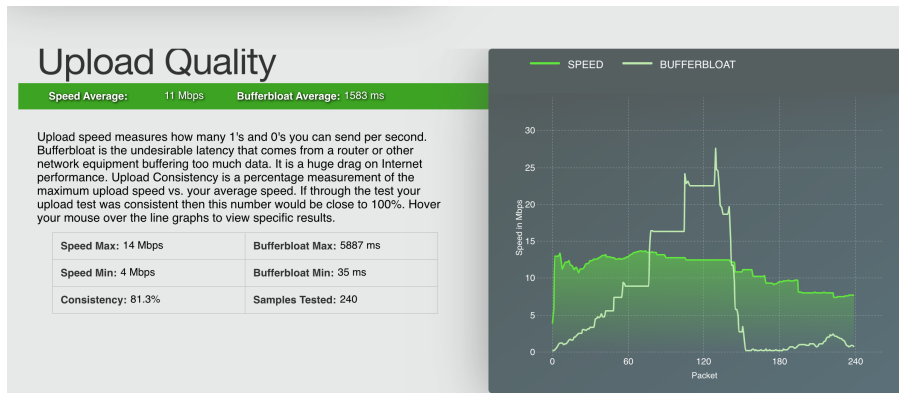 Upload Quality
Speed Average: 11 Mbps Bufferbloat Average: 1583 ms
Upload speed measures how many 1's and 0's you can send per second.
Bufferbloat is the undesirable latency that comes from a router or other
network equipment buffering too much data. It is a huge drag on Internet
performance. Upload Consistency is a percentage measurement of the
maximum upload speed vs. your average speed. If through the test your
upload test was consistent then this number would be close to 100%. Hover
your mouse over the line graphs to view specific results.
Speed Max: 14 Mbps Bufferbloat Max: 5887 ms
Speed Min: 4 Mbps Bufferbloat Min: 35 ms
Consistency: 81.3% Samples Tested: 240
SPEED BUFFERBLOAT
Speed in Mbps
30
25
20
15
10
5
0
0 60 120 180 240
Packet